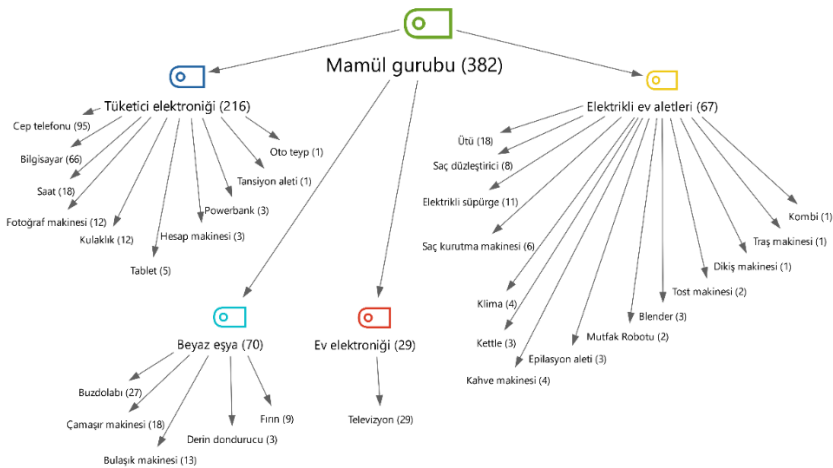 Mamül gurubu (382)
Tüketici elektroniği (216)
Cep telefonu (95)
Bilgisayar (66)
Saat (18)
Fotoğraf makinesi (12)
Kulaklık (12)
Tablet (5)
Hesap makinesi (3)
Powerbank (3)
Tansiyon aleti (1)
Oto teyp (1)
Elektrikli ev aletleri (67)
Ütü (18)
Saç düzleştirici (8)
Elektrikli süpürge (11)
Saç kurutma makinesi (6)
Klima (4)
Kettle (3)
Kahve makinesi (4)
Epilasyon aleti (3)
Mutfak Robotu (2)
Blender (3)
Tost makinesi (2)
Dikiş makinesi (1)
Traş makinesi (1)
Kombi (1)
Beyaz eşya (70)
Buzdolabı (27)
Çamaşır makinesi (18)
Bulaşık makinesi (13)
Derin dondurucu (3)
Fırın (9)
Ev elektroniği (29)
Televizyon (29)